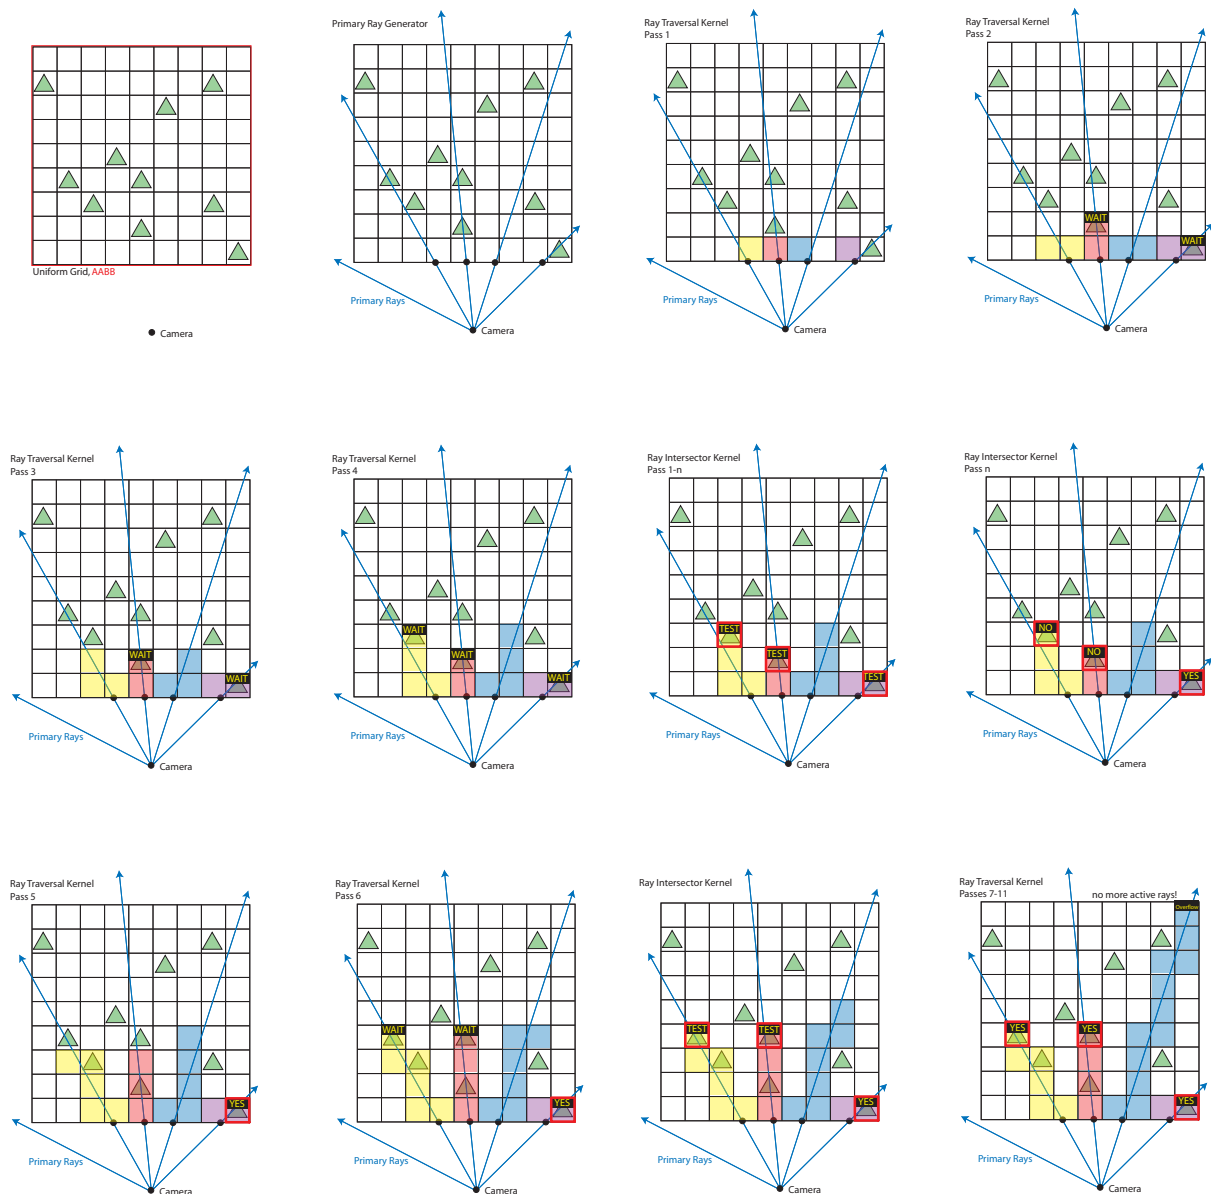 Uniform Grid, AABB
Camera
Primary Ray Generator
Primary Rays
Camera
Ray Traversal Kernel
Pass 1
Primary Rays
Camera
Ray Traversal Kernel
Pass 2
WAIT
WAIT
Primary Rays
Camera
Ray Traversal Kernel
Pass 3
WAIT
WAIT
Primary Rays
Camera
Ray Traversal Kernel
Pass 4
WAIT
WAIT
WAIT
Primary Rays
Camera
Ray Intersector Kernel
Pass 1-n
TEST
TEST
TEST
Primary Rays
Camera
Ray Intersector Kernel
Pass n
NO
NO
YES
Primary Rays
Camera
Ray Traversal Kernel
Pass 5
YES
Primary Rays
Camera
Ray Traversal Kernel
Pass 6
WAIT
WAIT
YES
Primary Rays
Camera
Ray Intersector Kernel
TEST
TEST
YES
Primary Rays
Camera
Ray Traversal Kernel
Passes 7-11
no more active rays!
Overflow
YES
YES
YES
Primary Rays
Camera